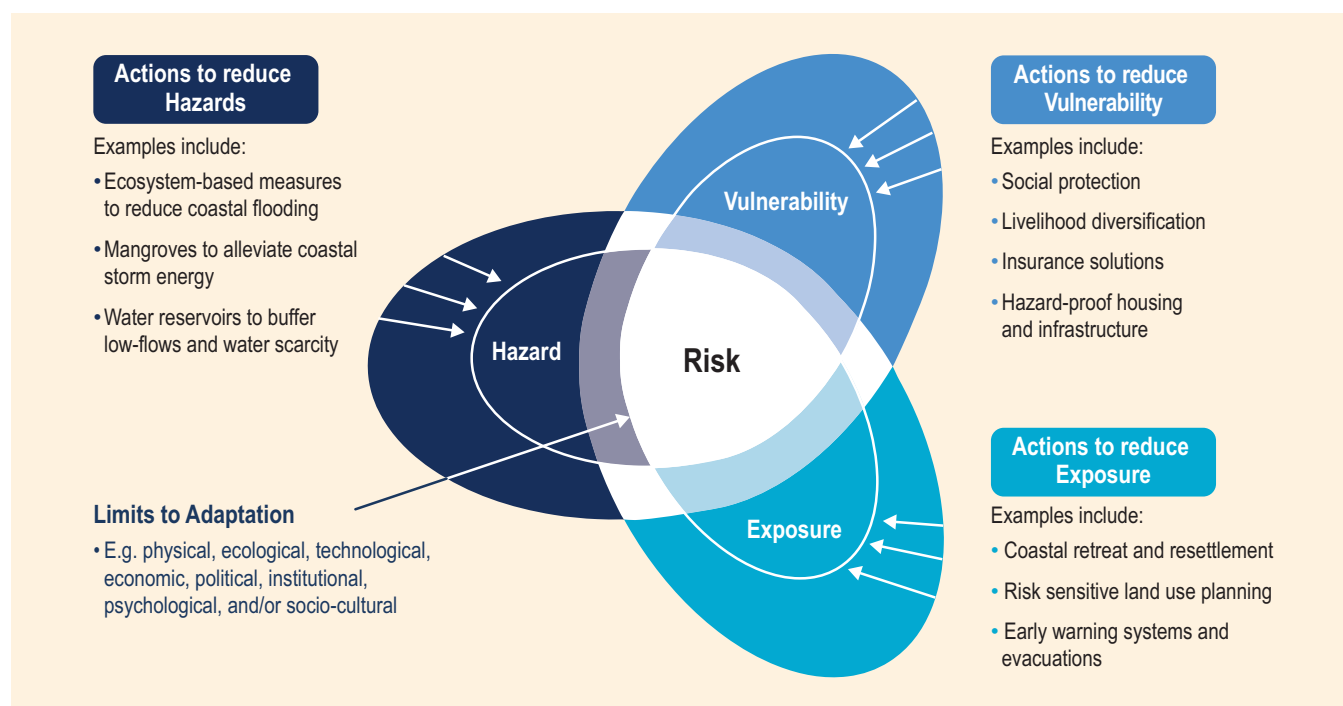 Actions to reduce
Hazards
Examples include:
• Ecosystem-based measures
to reduce coastal flooding
• Mangroves to alleviate coastal
storm energy
• Water reservoirs to buffer
low-flows and water scarcity
Limits to Adaptation
• E.g. physical, ecological, technological,
economic, political, institutional,
psychological, and/or socio-cultural
Vulnerability
Hazard
Risk
Exposure
Actions to reduce
Vulnerability
Examples include:
• Social protection
• Livelihood diversification
• Insurance solutions
• Hazard-proof housing
and infrastructure
Actions to reduce
Exposure
Examples include:
• Coastal retreat and resettlement
• Risk sensitive land use planning
• Early warning systems and
evacuations